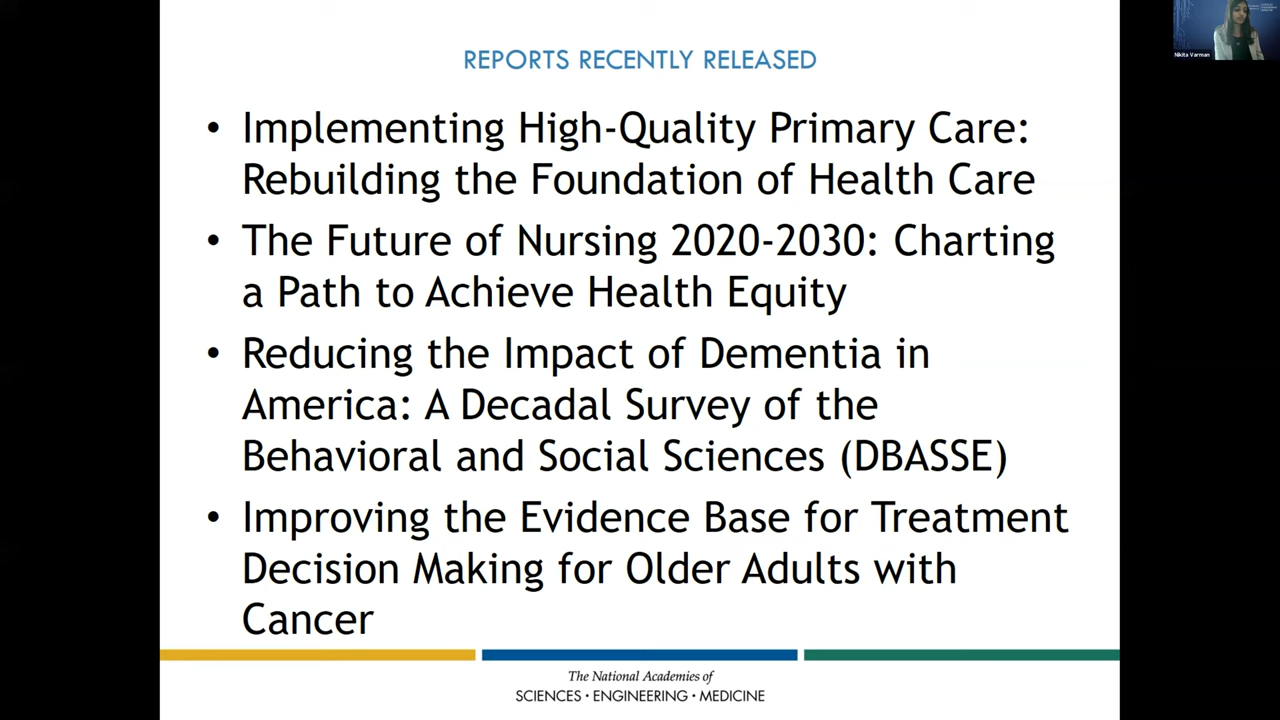 REPORTS RECENTLY RELEASED
• Implementing High-Quality Primary Care:
Rebuilding the Foundation of Health Care
• The Future of Nursing 2020-2030: Charting
a Path to Achieve Health Equity
• Reducing the Impact of Dementia in
America: A Decadal Survey of the
Behavioral and Social Sciences (DBASSE)
• Improving the Evidence Base for Treatment
Decision Making for Older Adults with
Cancer
The National Academies of
SCIENCES • ENGINEERING • MEDICINE
Nikita Varman